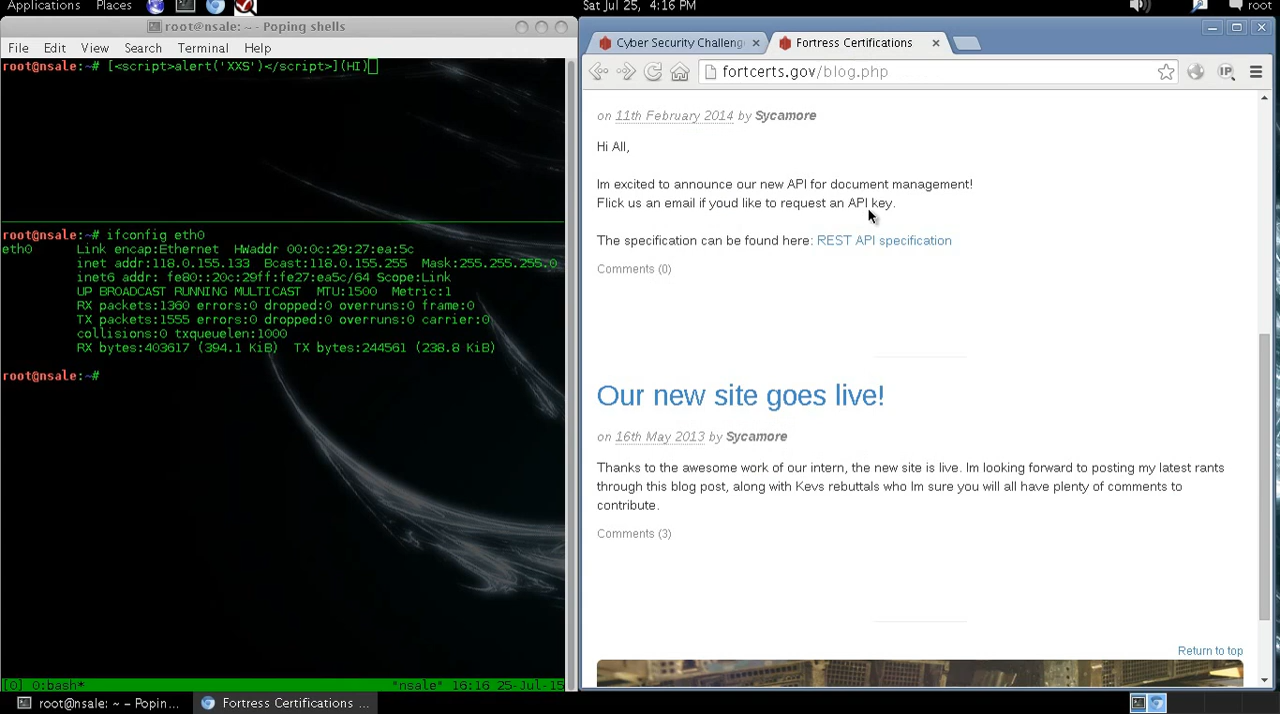 Applications Places
Sat Jul 25, 4:16 PM
root
root@nsale: ~ - Poping shells
File Edit View Search Terminal Help
root@nsale:~# [<script>alert('XXS')</script>](HI)
root@nsale:~# ifconfig eth0
eth0 Link encap:Ethernet HWaddr 00:0c:29:27:ea:5c
inet addr:118.0.155.133 Bcast:118.0.155.255 Mask:255.255.255.0
inet6 addr: fe80::20c:29ff:fe27:ea5c/64 Scope:Link
UP BROADCAST RUNNING MULTICAST MTU:1500 Metric:1
RX packets:1360 errors:0 dropped:0 overruns:0 frame:0
TX packets:1555 errors:0 dropped:0 overruns:0 carrier:0
collisions:0 txqueuelen:1000
RX bytes:403617 (394.1 KiB) TX bytes:244561 (238.8 KiB)
root@nsale:~#
[0] 0:bash*
"nsale" 16:16 25-Jul-15
Cyber Security Challeng
Fortress Certifications
fortcerts.gov/blog.php
IP
on 11th February 2014 by Sycamore
Hi All,
Im excited to announce our new API for document management!
Flick us an email if youd like to request an API key.
The specification can be found here: REST API specification
Comments (0)
Our new site goes live!
on 16th May 2013 by Sycamore
Thanks to the awesome work of our intern, the new site is live. Im looking forward to posting my latest rants
through this blog post, along with Kevs rebuttals who Im sure you will all have plenty of comments to
contribute.
Comments (3)
Return to top
root@nsale: ~ – Popin...
Fortress Certifications ...